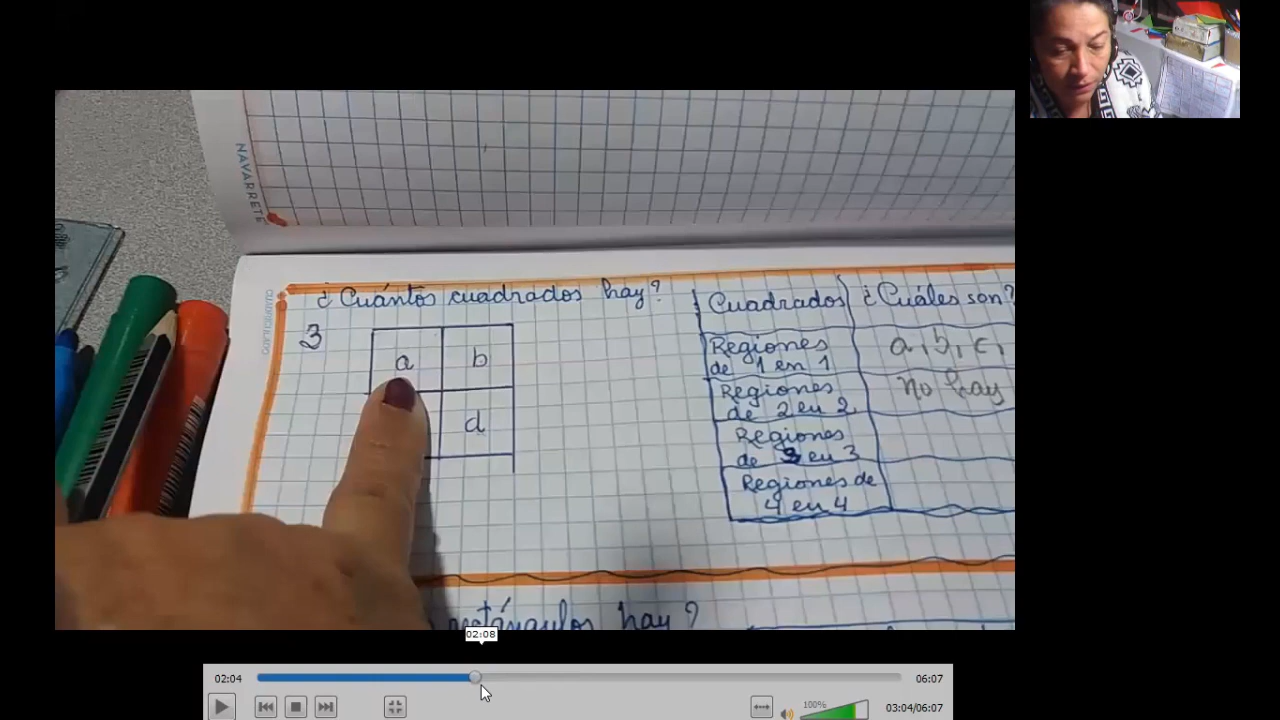 NAVARRETE
¿Cuántos cuadrados hay?
3
a
b
d
Cuadrados
¿Cuáles son?
Regiones
de 1 en 1
a, b, c,
Regiones
de 2 en 2
no hay
Regiones
de 3 en 3
Regiones de
4 en 4
rectángulos hay?
02:08
02:04
06:07
100%
03:04/06:07